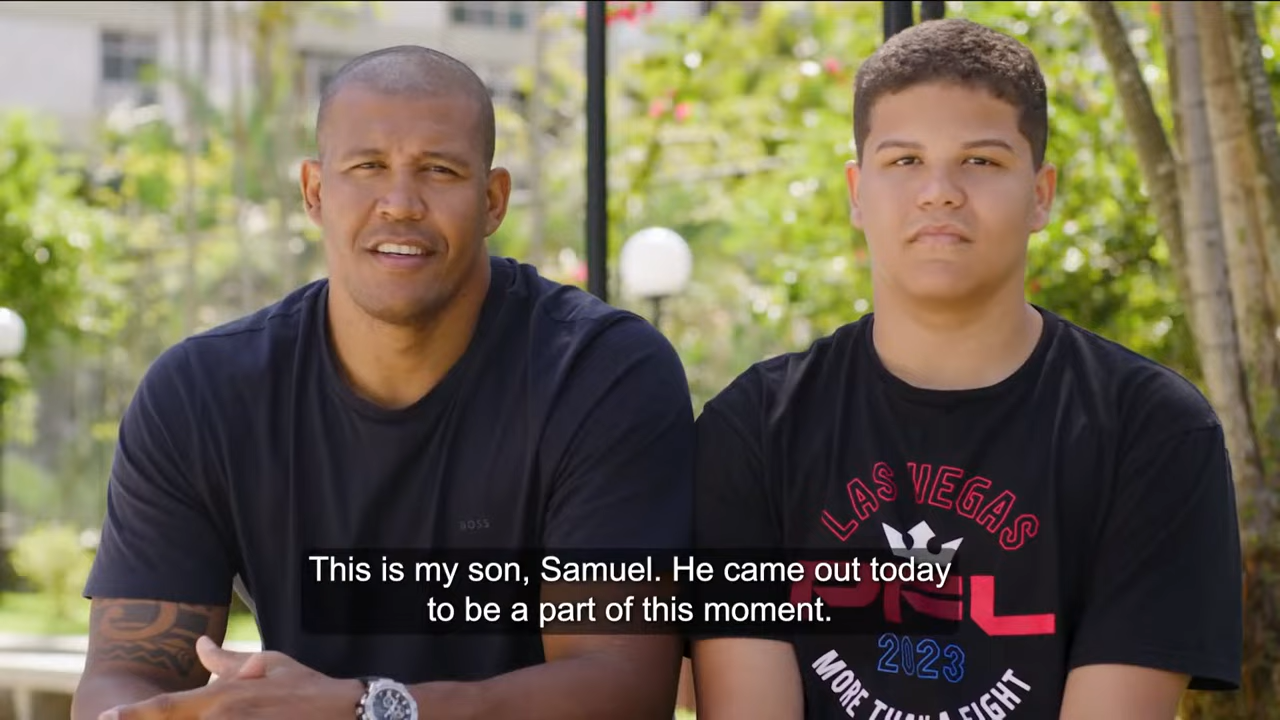 BOSS
LAS VEGAS
This is my son, Samuel. He came out today
to be a part of this moment.
PFL
2023
MORE THAN A FIGHT